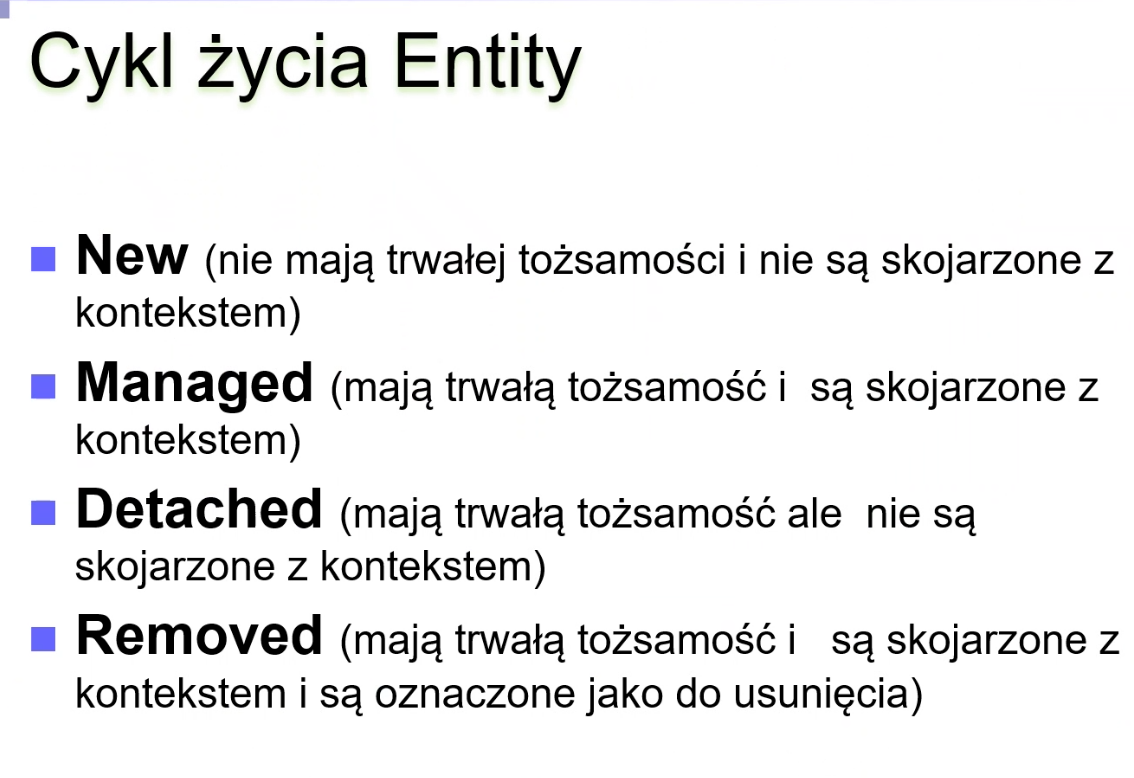 Cykl życia Entity
New (nie mają trwałej tożsamości i nie są skojarzone z
kontekstem)
Managed (mają trwałą tożsamość i są skojarzone z
kontekstem)
Detached (mają trwałą tożsamość ale nie są
skojarzone z kontekstem)
Removed (mają trwałą tożsamość i są skojarzone z
kontekstem i są oznaczone jako do usunięcia)